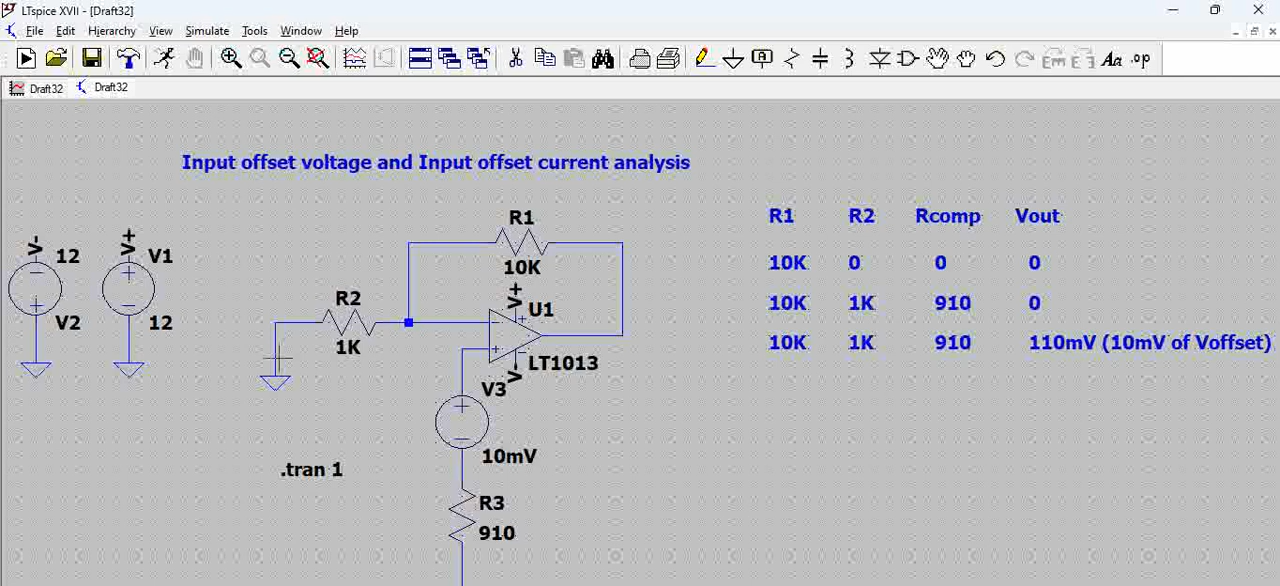 LTspice XVII - [Draft32]
File Edit Hierarchy View Simulate Tools Window Help
Draft32 Draft32
Input offset voltage and Input offset current analysis
R1 R2 Rcomp Vout
10K 0 0 0
10K 1K 910 0
10K 1K 910 110mV (10mV of Voffset)
V- 12 V2
V+ V1 12
R1
10K
R2
1K
V+ U1
V- LT1013
V3
10mV
.tran 1
R3
910